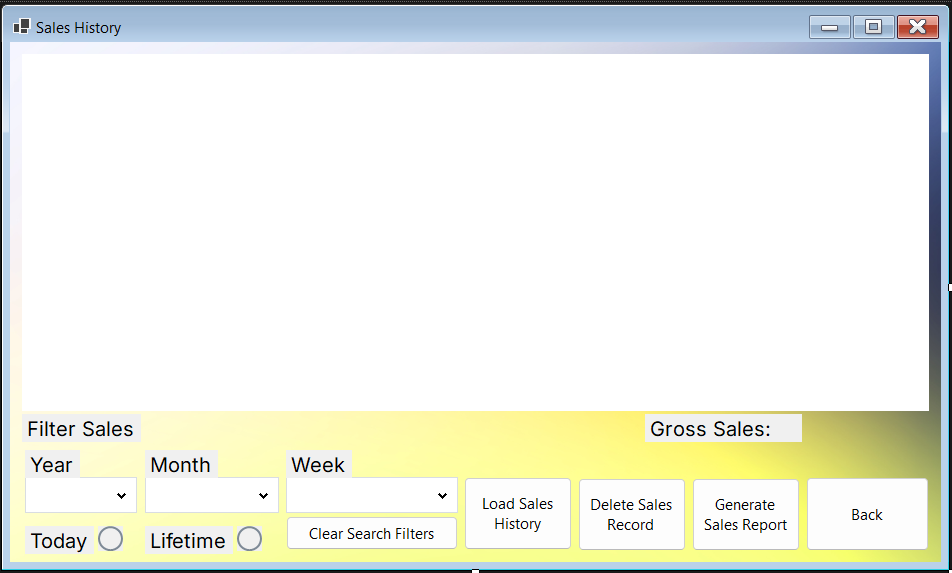 Sales History
Filter Sales
Gross Sales:
Year
Month
Week
Load Sales
History
Delete Sales
Record
Generate
Sales Report
Back
Clear Search Filters
Today
Lifetime